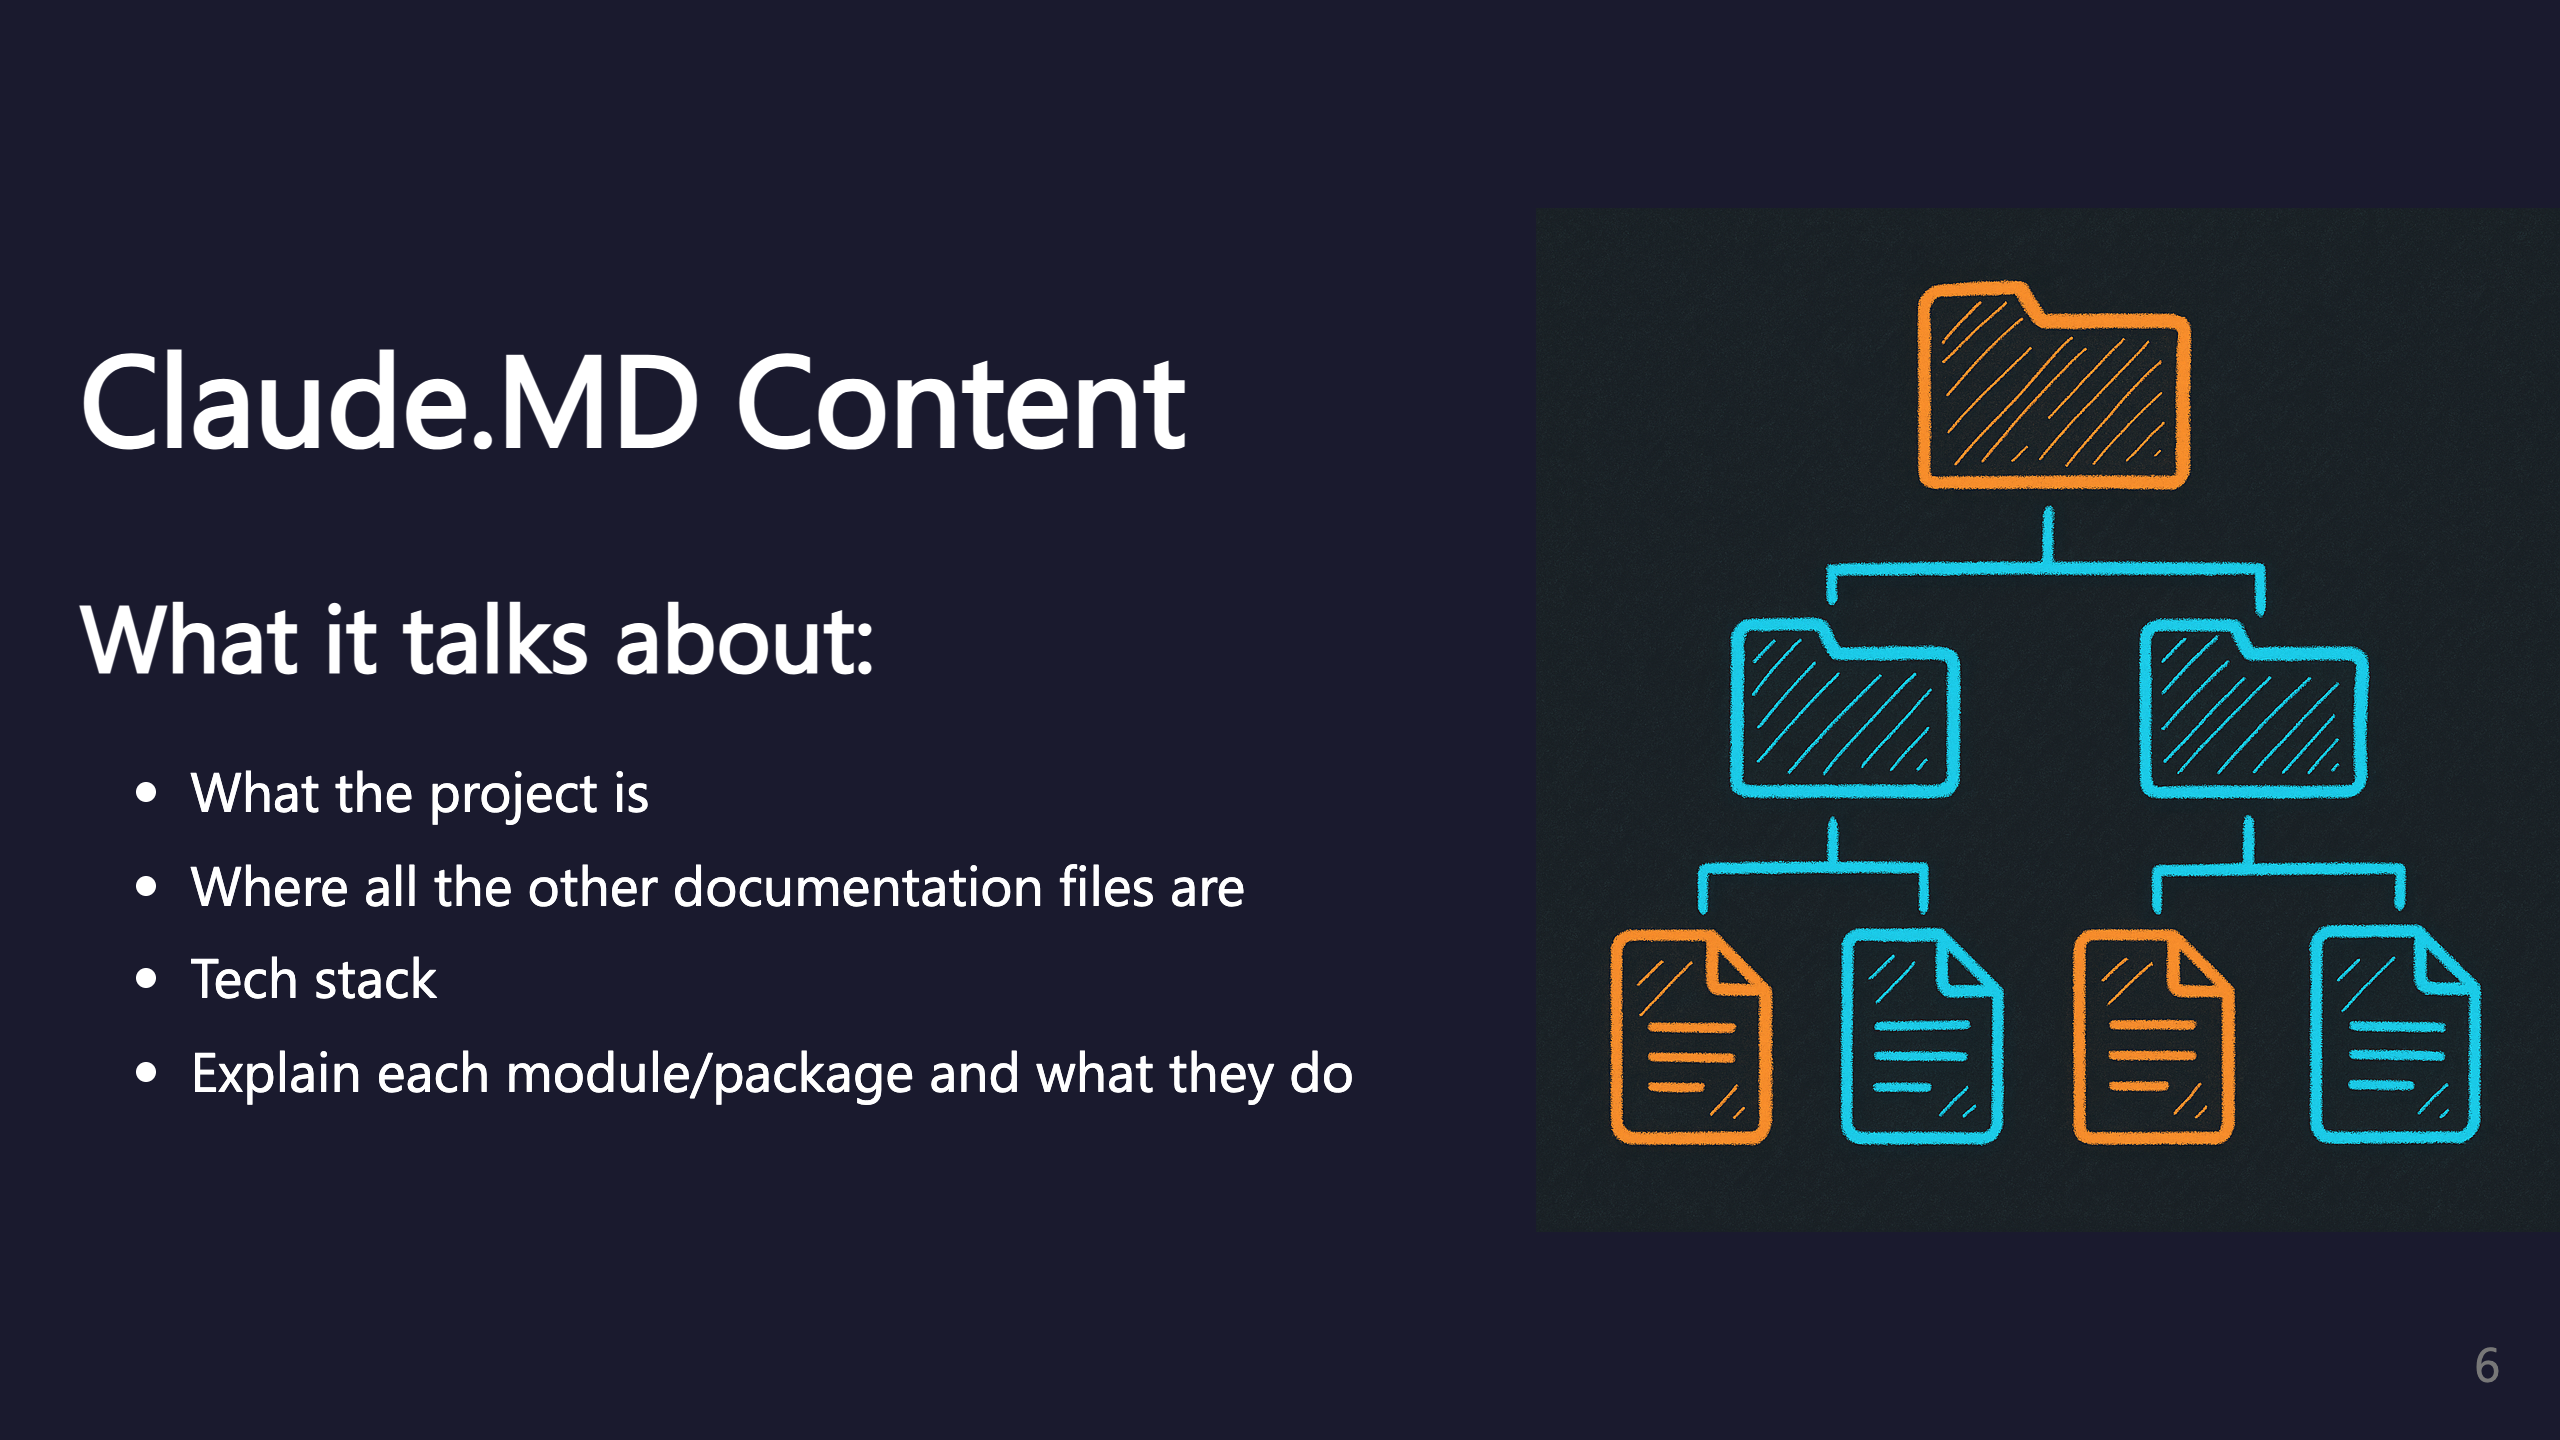 Claude.MD Content
What it talks about:
• What the project is
• Where all the other documentation files are
• Tech stack
• Explain each module/package and what they do
6